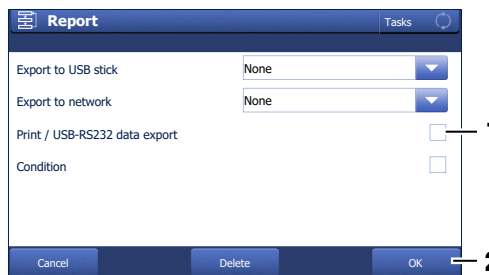 Report Tasks
Export to USB stick None
Export to network None
Print / USB-RS232 data export
Condition
Cancel Delete OK